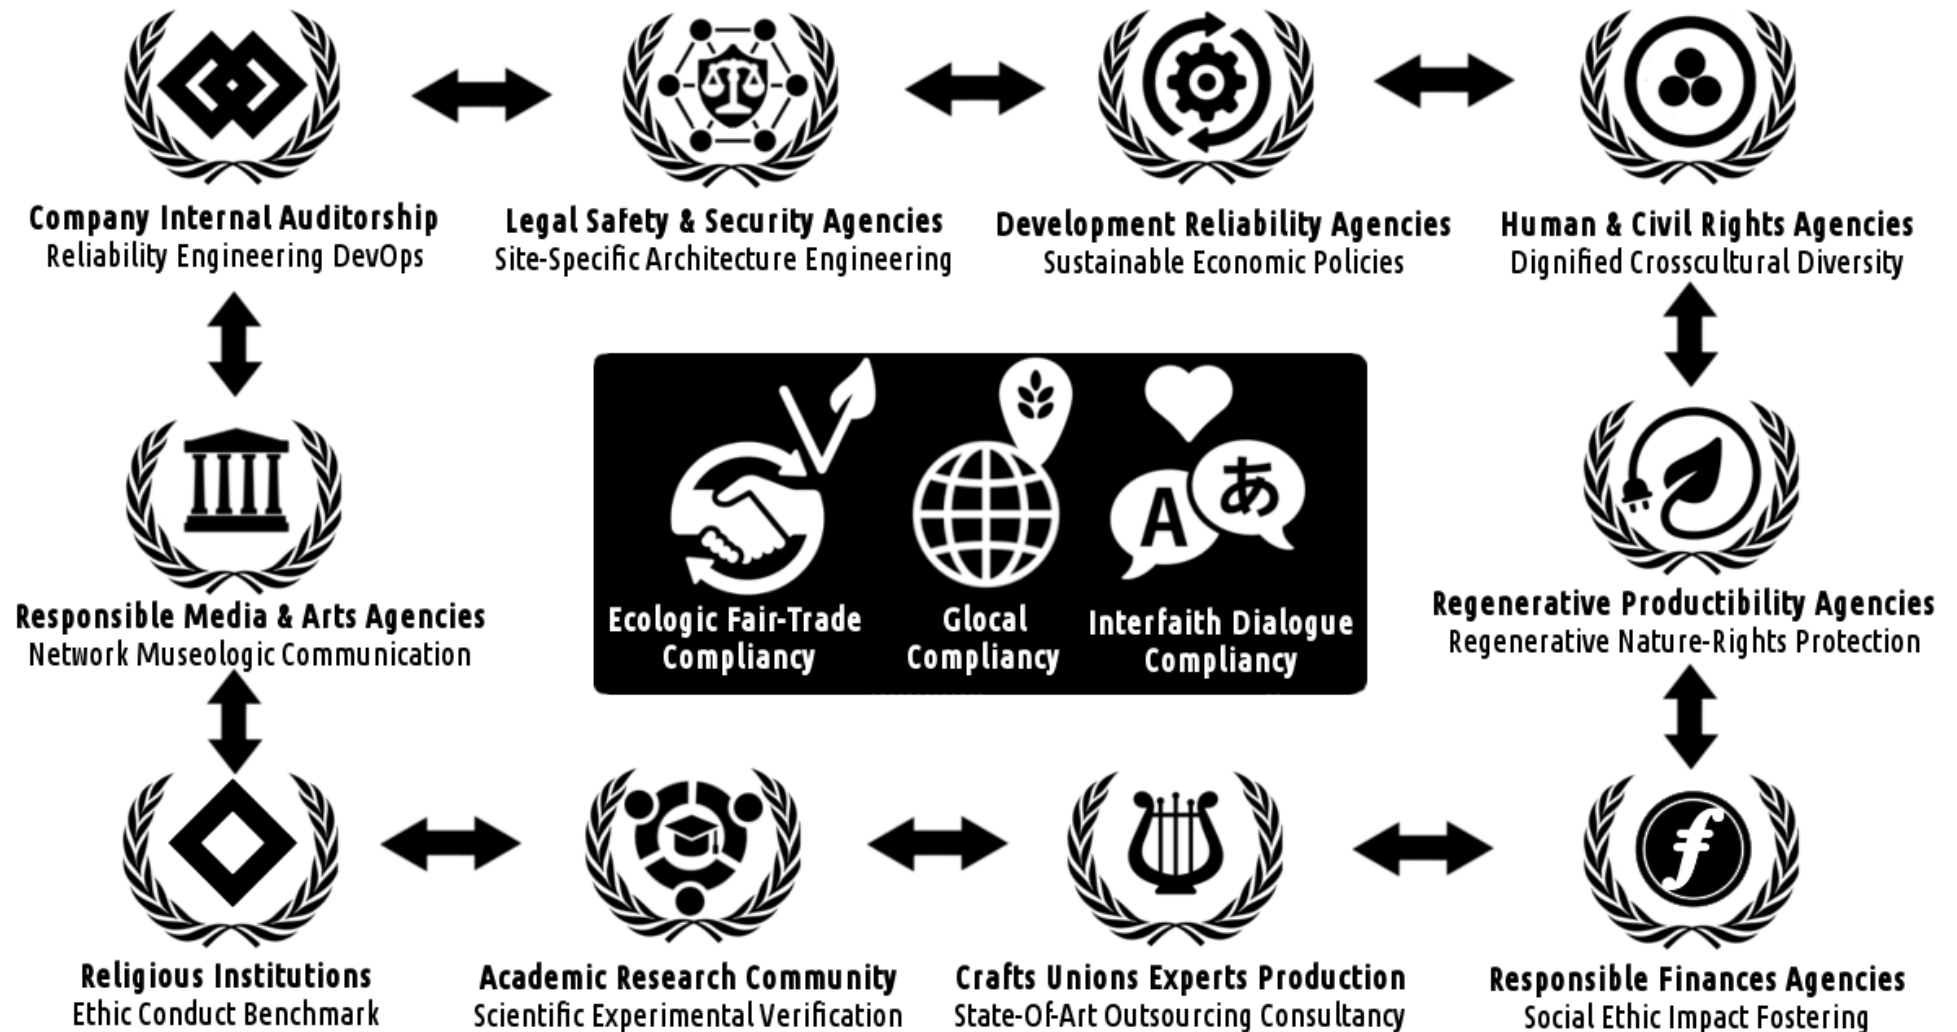 Company Internal Auditorship
Reliability Engineering DevOps
Legal Safety & Security Agencies
Site-Specific Architecture Engineering
Development Reliability Agencies
Sustainable Economic Policies
Human & Civil Rights Agencies
Dignified Crosscultural Diversity
Responsible Media & Arts Agencies
Network Museologic Communication
A
あ
Ecologic Fair-Trade
Compliancy
Glocal
Compliancy
Interfaith Dialogue
Compliancy
Regenerative Productibility Agencies
Regenerative Nature-Rights Protection
Religious Institutions
Ethic Conduct Benchmark
Academic Research Community
Scientific Experimental Verification
Crafts Unions Experts Production
State-Of-Art Outsourcing Consultancy
ƒ
Responsible Finances Agencies
Social Ethic Impact Fostering